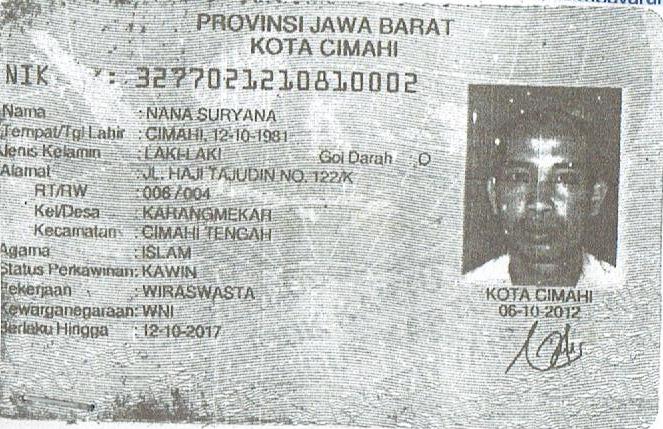 PROVINSI JAWA BARAT
KOTA CIMAHI
NIK : 3277021210810002
Nama : NANA SURYANA
Tempat/Tgl Lahir : CIMAHI, 12-10-1981
Jenis Kelamin : LAKI-LAKI Gol Darah : O
Alamat : JL. HAJI TAJUDIN NO. 122/K
RT/RW : 006 / 004
Kel/Desa : KARANGMEKAR
Kecamatan : CIMAHI TENGAH
Agama : ISLAM
Status Perkawinan: KAWIN
Pekerjaan : WIRASWASTA
Kewarganegaraan: WNI
Berlaku Hingga : 12-10-2017
KOTA CIMAHI
06-10-2012